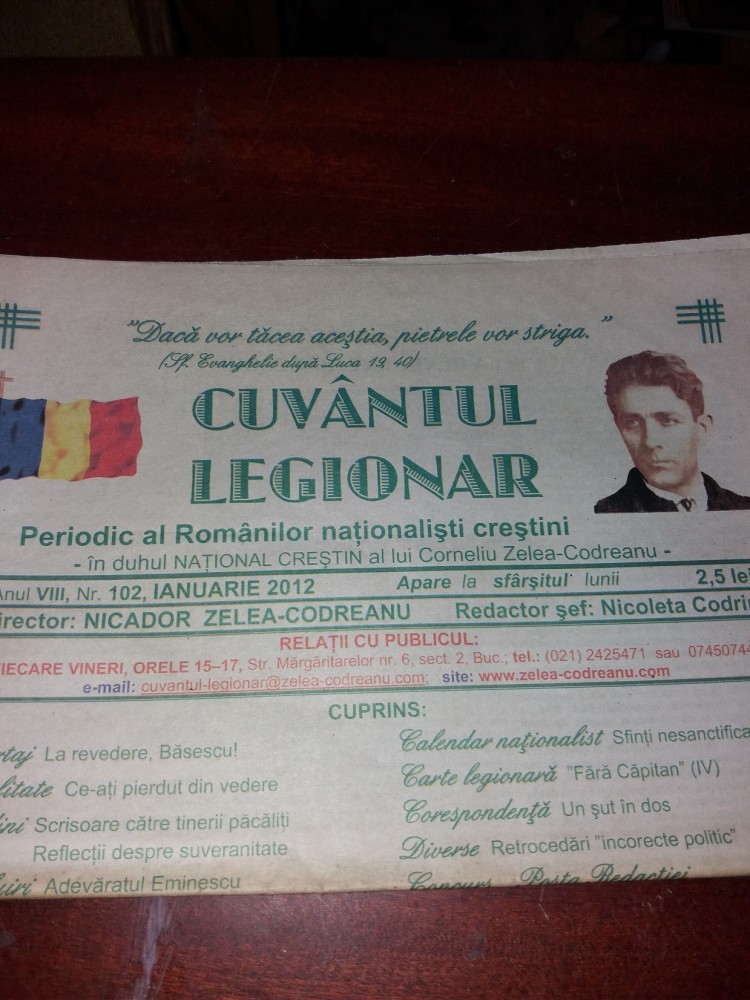 "Dacă vor tăcea aceştia, pietrele vor striga."
(Sf. Evanghelie după Luca 19, 40)
CUVÂNTUL
LEGIONAR
Periodic al Românilor naţionalişti creştini
- în duhul NAŢIONAL CREŞTIN al lui Corneliu Zelea-Codreanu -
Anul VIII, Nr. 102, IANUARIE 2012 Apare la sfârşitul lunii 2,5 lei
Director: NICADOR ZELEA-CODREANU Redactor şef: Nicoleta
RELAŢII CU PUBLICUL:
FIECARE VINERI, ORELE 15–17, Str. Mărgăritarelor nr. 6, sect. 2, Buc.; tel.: (021) 2425471 sau
e-mail: cuvantul-legionar@zelea-codreanu.com; site: www.zelea-codreanu.com
CUPRINS:
La revedere, Băsescu!
Ce-aţi pierdut din vedere
Scrisoare către tinerii păcăliţi
Reflecţii despre suveranitate
Adevăratul Eminescu
Calendar naţionalist Sfinţi
Carte legionară "Fără Căpitan" (IV)
Corespondenţă Un şut în dos
Diverse Retrocedări "incorecte politic"
Concurs Poşta Redacţiei